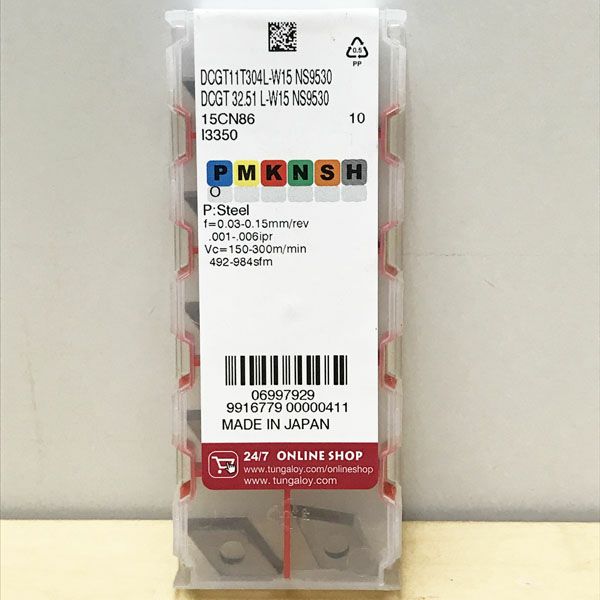 0.5
PP
DCGT11T304L-W15 NS9530
DCGT 32.51 L-W15 NS9530
15CN86 10
I3350
P M K N S H
O
P:Steel
f=0.03-0.15mm/rev
.001-.006ipr
Vc=150-300m/min
492-984sfm
06997929
9916779 00000411
MADE IN JAPAN
24/7 ONLINE SHOP
www.tungaloy.com/onlineshop
www.tungaloy.com